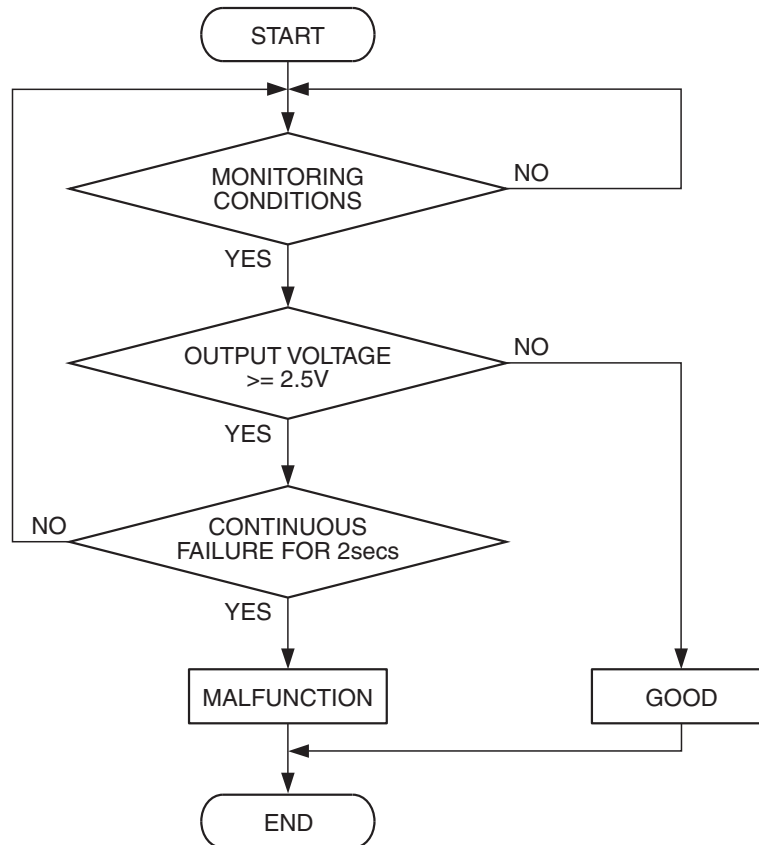 START
MONITORING
CONDITIONS
NO
YES
OUTPUT VOLTAGE
>= 2.5V
NO
YES
CONTINUOUS
FAILURE FOR 2secs
NO
YES
MALFUNCTION
GOOD
END